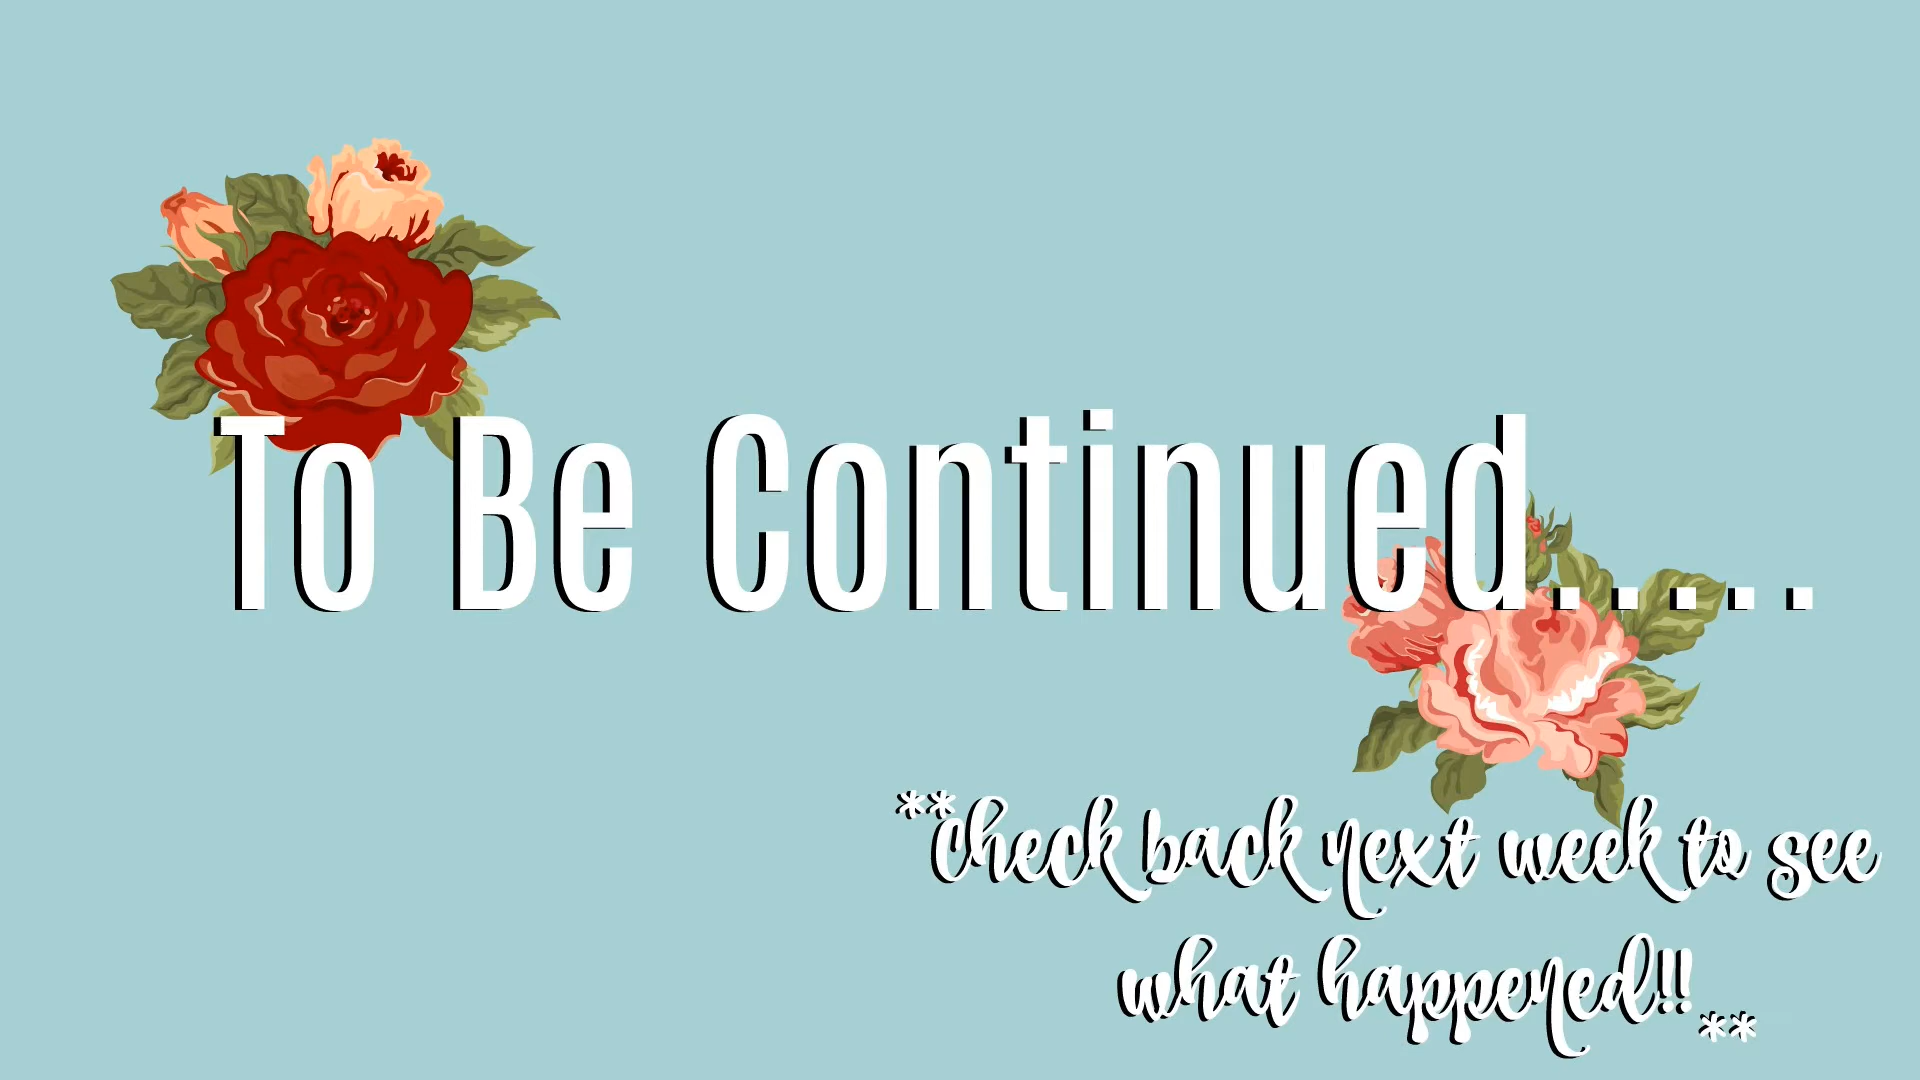 To Be Continued.....
**Check back next week to see
what happened!!**